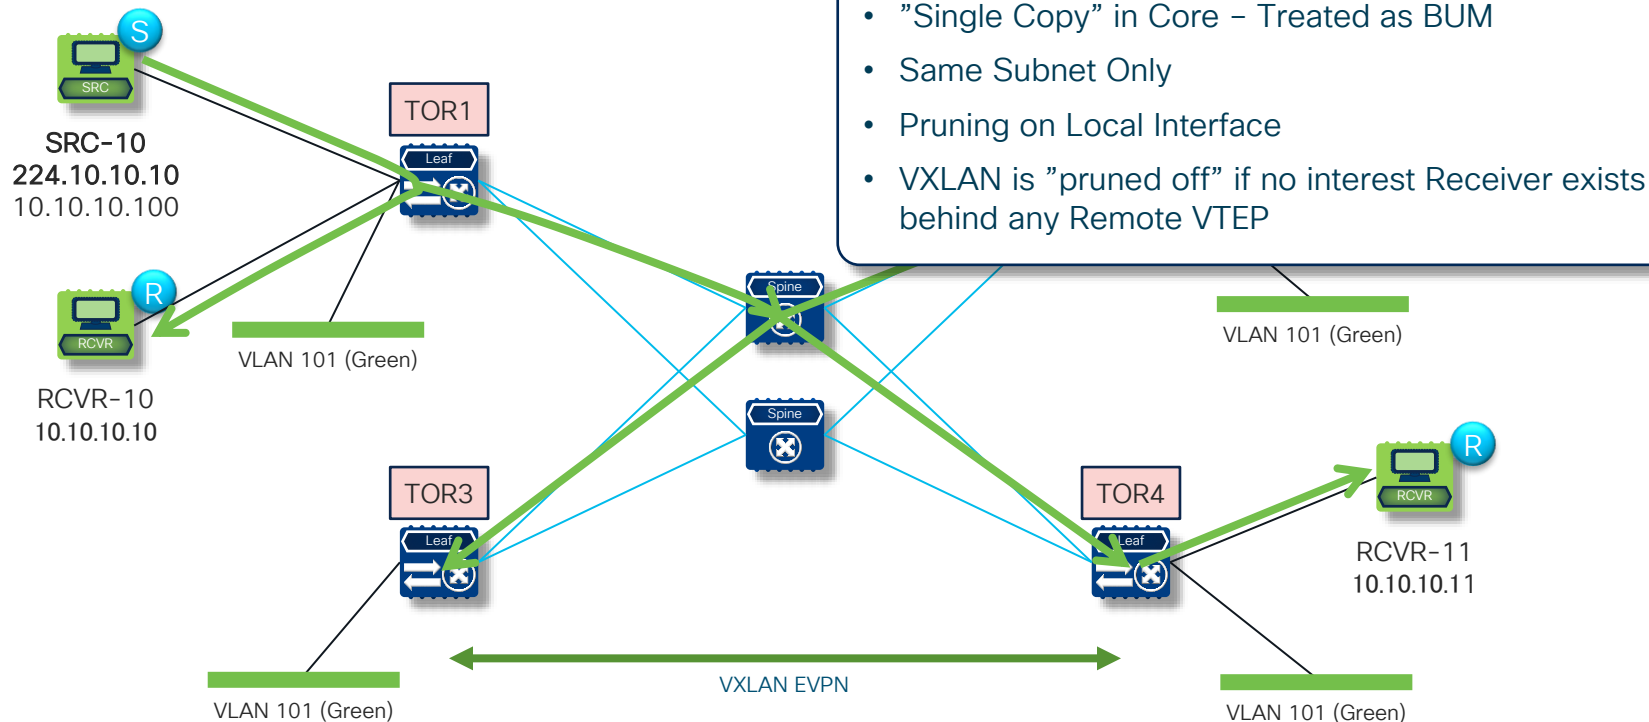 • ”Single Copy” in Core – Treated as BUM
• Same Subnet Only
• Pruning on Local Interface
• VXLAN is ”pruned off” if no interest Receiver exists
behind any Remote VTEP
S
SRC
SRC-10
224.10.10.10
10.10.10.100
TOR1
Leaf
R
RCVR
RCVR-10
10.10.10.10
VLAN 101 (Green)
Spine
VLAN 101 (Green)
Spine
TOR3
Leaf
VLAN 101 (Green)
TOR4
Leaf
R
RCVR
RCVR-11
10.10.10.11
VXLAN EVPN
VLAN 101 (Green)